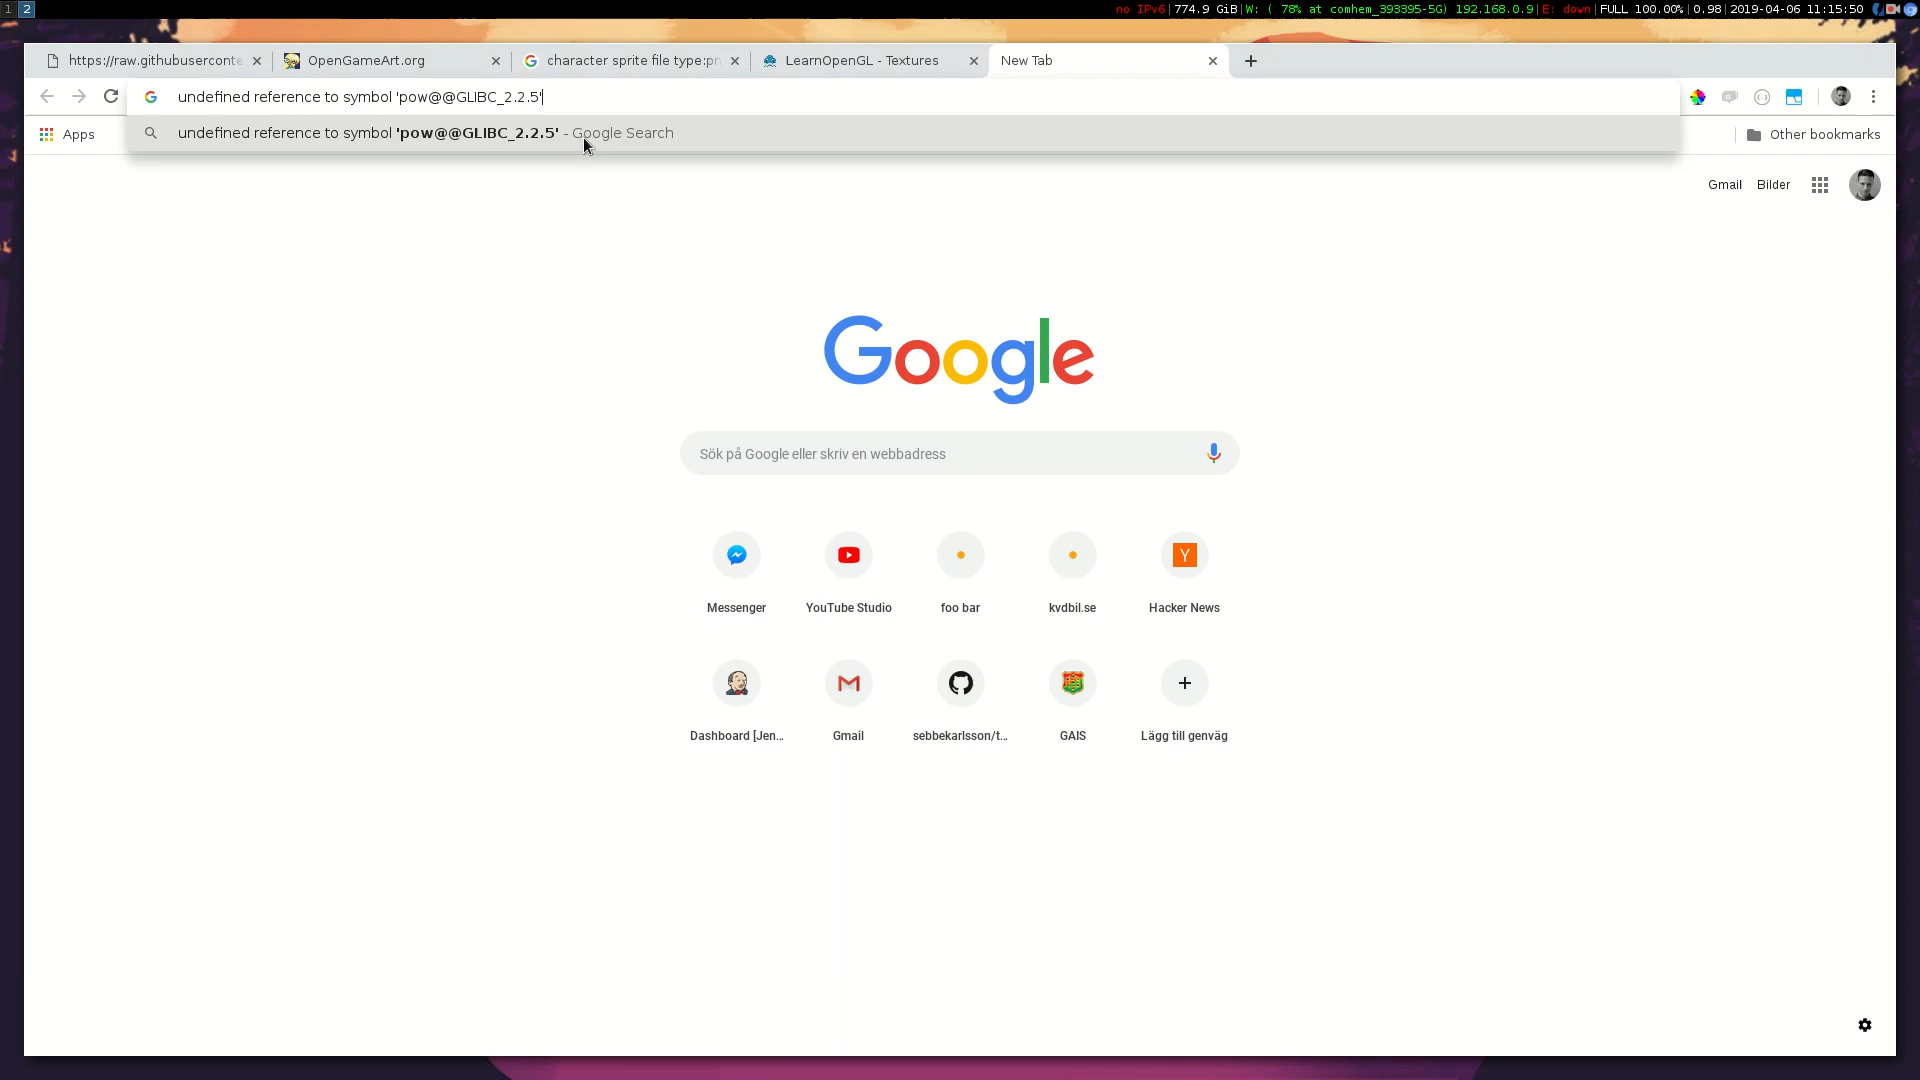 1 2
no IPv6|774.9 GiB|W: ( 78% at comhem_393395-5G) 192.168.0.9|E: down|FULL 100.00%|0.98|2019-04-06 11:15:50
https://raw.githubuserconte
OpenGameArt.org
character sprite file type:pn
LearnOpenGL - Textures
New Tab
undefined reference to symbol 'pow@@GLIBC_2.2.5'
Apps
undefined reference to symbol 'pow@@GLIBC_2.2.5' - Google Search
Other bookmarks
Gmail Bilder
Google
Sök på Google eller skriv en webbadress
Messenger
YouTube Studio
foo bar
kvdbil.se
Y
Hacker News
Dashboard [Jen...
Gmail
sebbekarlsson/t...
GAIS
Lägg till genväg